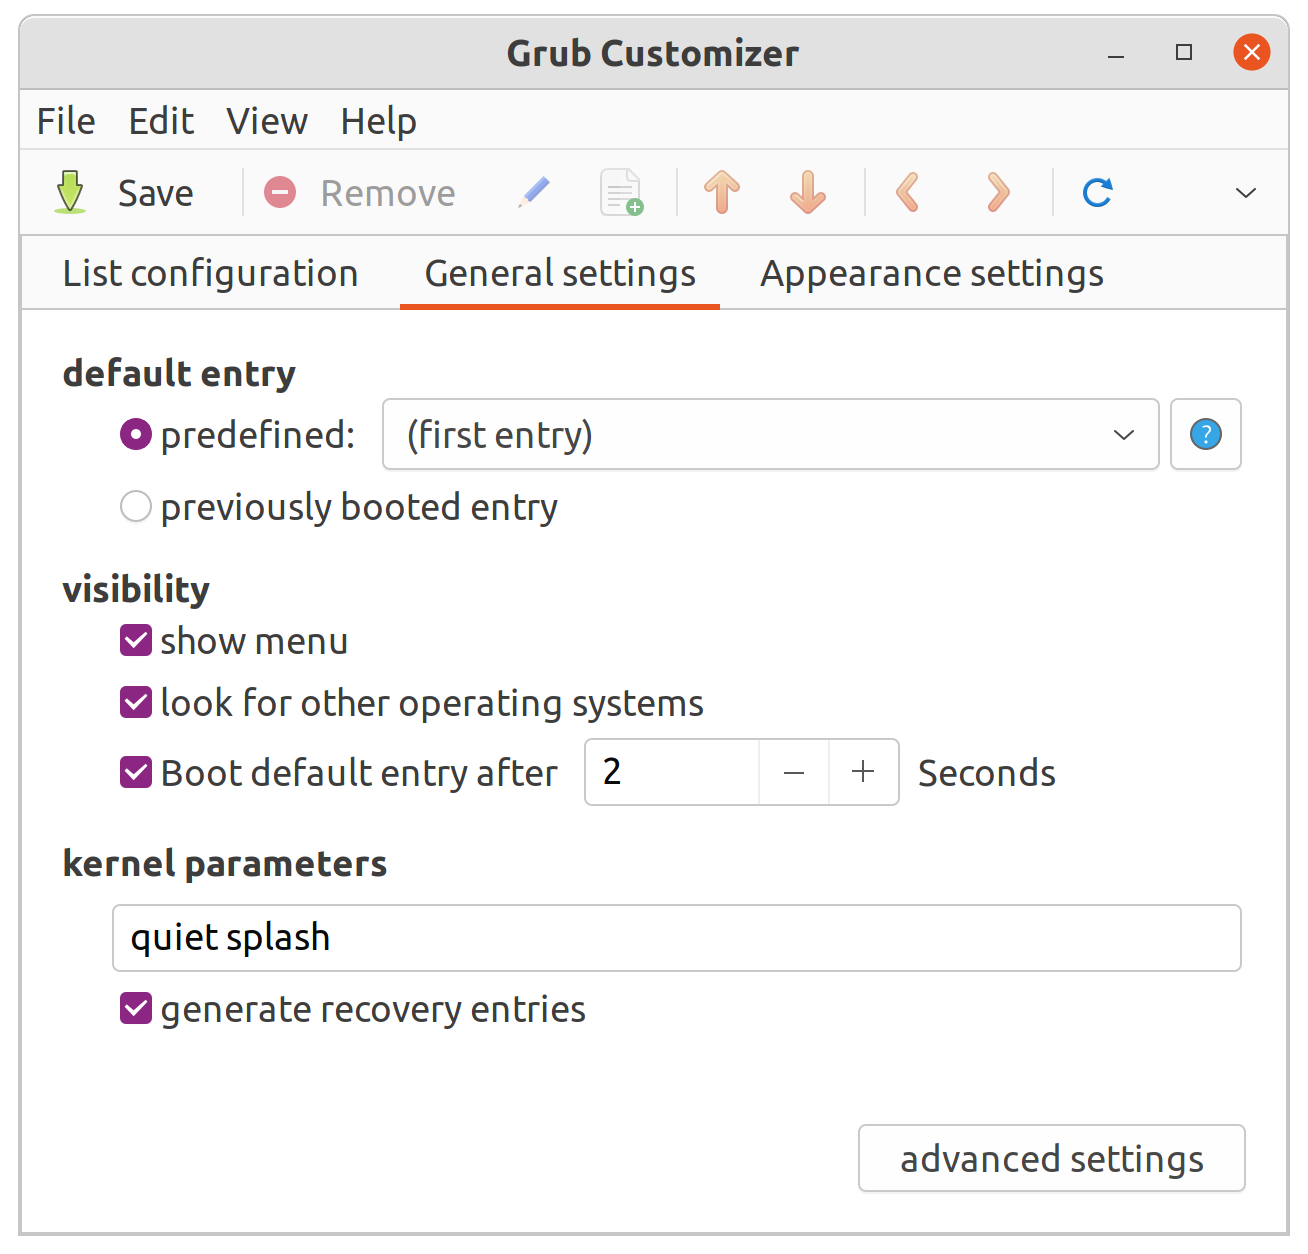 Grub Customizer
File Edit View Help
Save Remove
List configuration General settings Appearance settings
default entry
predefined: (first entry) ?
previously booted entry
visibility
show menu
look for other operating systems
Boot default entry after 2 − + Seconds
kernel parameters
quiet splash
generate recovery entries
advanced settings